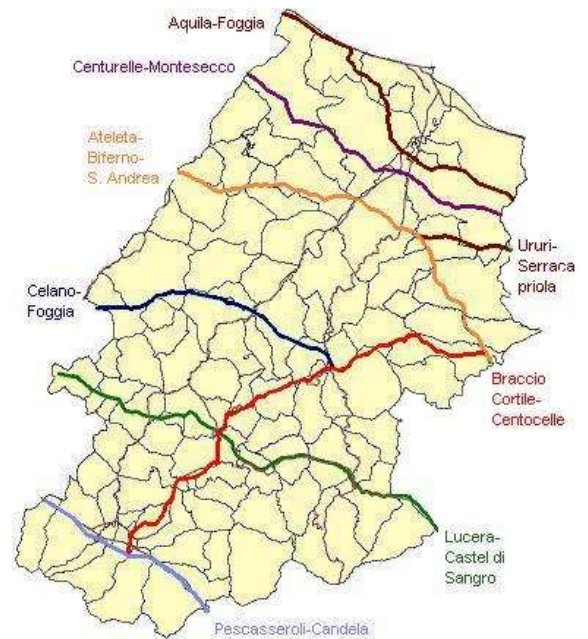 Aquila-Foggia
Centurelle-Montesecco
Ateleta-
Biferno-
S. Andrea
Ururi-
Serraca
priola
Celano-
Foggia
Braccio
Cortile-
Centocelle
Lucera-
Castel di
Sangro
Pescasseroli-Candela